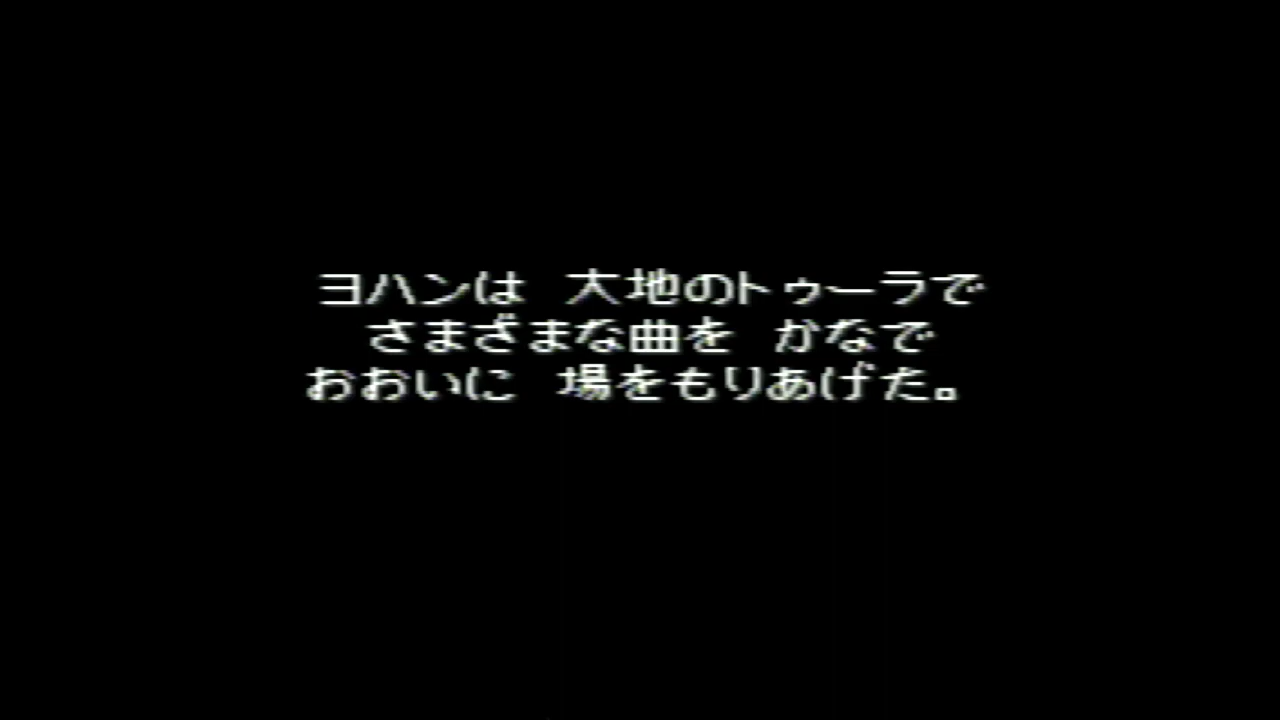 ヨハンは　大地のトゥーラで
さまざまな曲を　かなで
おおいに　場をもりあげた。